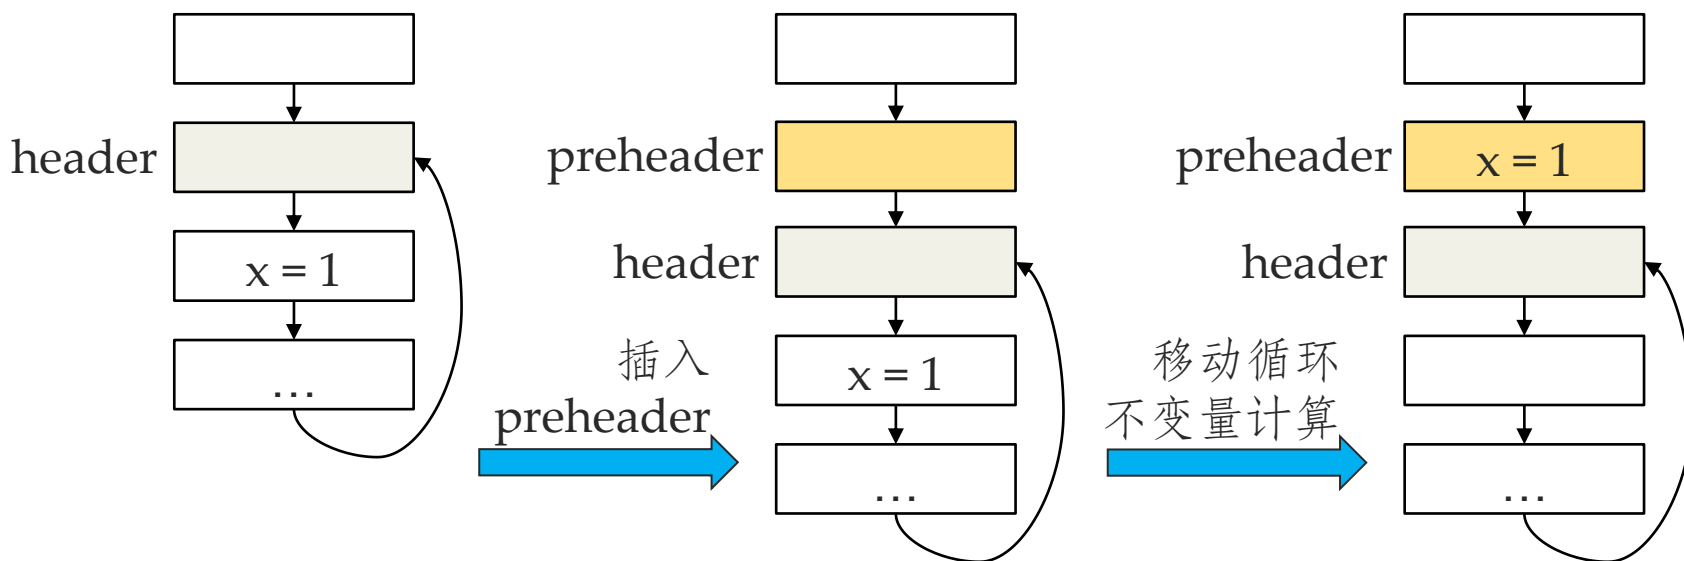 header
x = 1
...
插入
preheader
preheader
header
x = 1
...
移动循环
不变量计算
preheader
x = 1
header
...